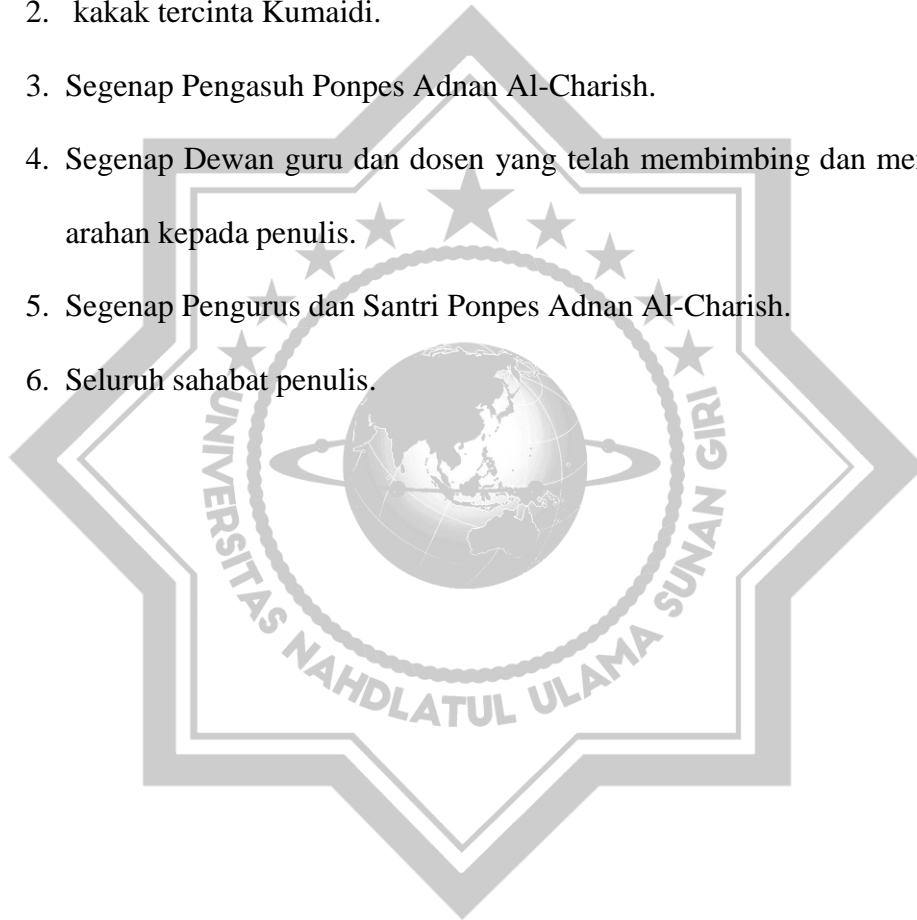 2. kakak tercinta Kumaidi.
3. Segenap Pengasuh Ponpes Adnan Al-Charish.
4. Segenap Dewan guru dan dosen yang telah membimbing dan
arahan kepada penulis.
5. Segenap Pengurus dan Santri Ponpes Adnan Al-Charish.
6. Seluruh sahabat penulis.
UNIVERSITAS NAHDLATUL ULAMA SUNAN GIRI